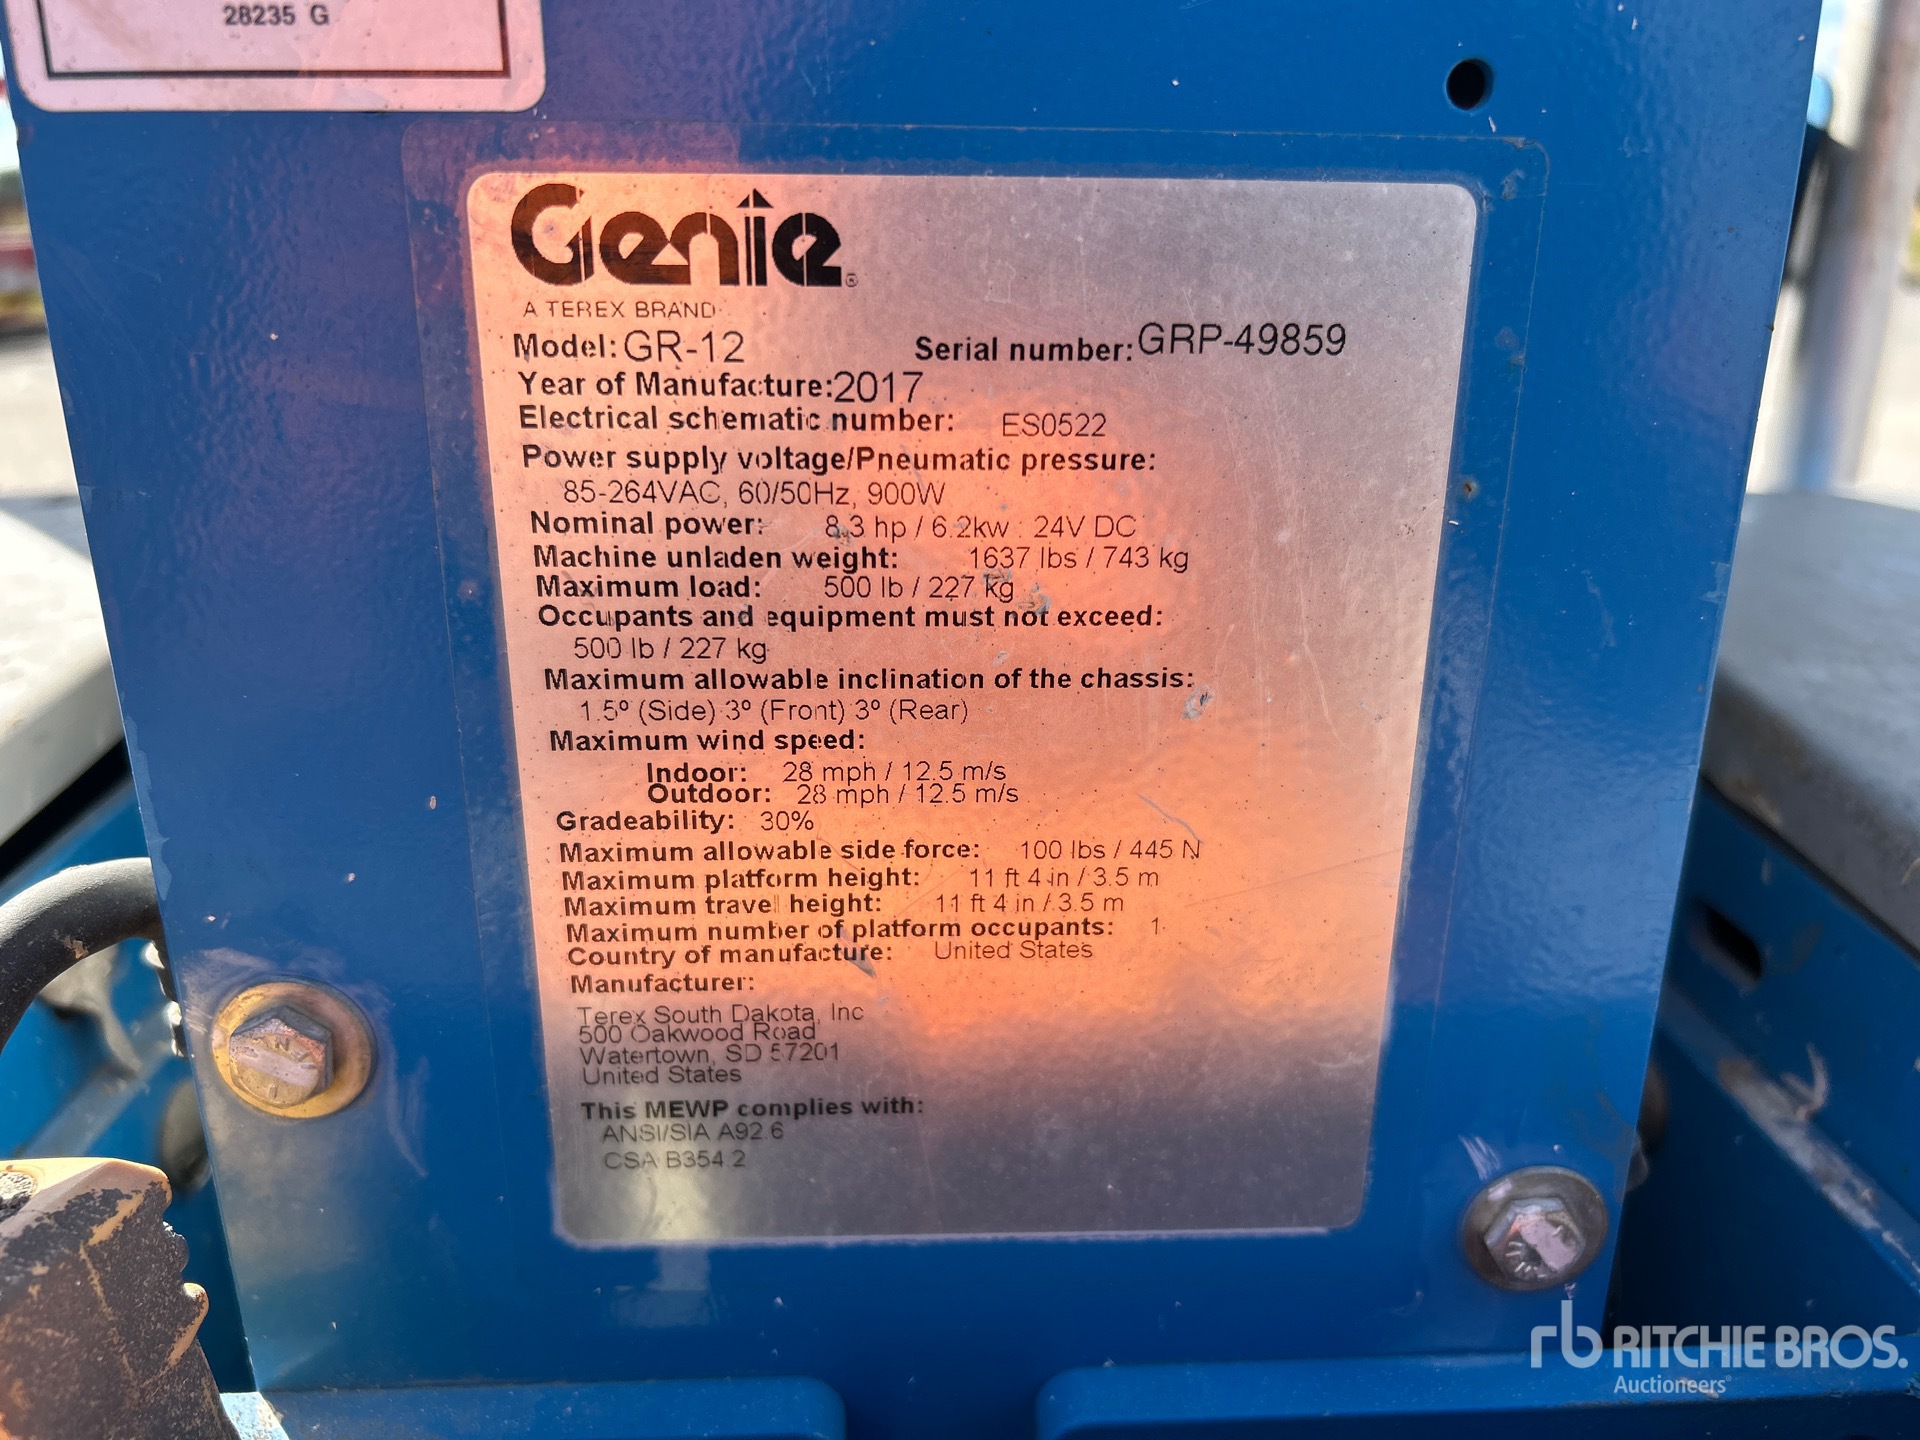 28235 G
Genie®
A TEREX BRAND
Model: GR-12 Serial number: GRP-49859
Year of Manufacture: 2017
Electrical schematic number: ES0522
Power supply voltage/Pneumatic pressure:
85-264VAC, 60/50Hz, 900W
Nominal power: 8.3 hp / 6.2kw : 24V DC
Machine unladen weight: 1637 lbs / 743 kg
Maximum load: 500 lb / 227 kg
Occupants and equipment must not exceed:
500 lb / 227 kg
Maximum allowable inclination of the chassis:
1.5º (Side) 3º (Front) 3º (Rear)
Maximum wind speed:
Indoor: 28 mph / 12.5 m/s
Outdoor: 28 mph / 12.5 m/s
Gradeability: 30%
Maximum allowable side force: 100 lbs / 445 N
Maximum platform height: 11 ft 4 in / 3.5 m
Maximum travel height: 11 ft 4 in / 3.5 m
Maximum number of platform occupants: 1
Country of manufacture: United States
Manufacturer:
Terex South Dakota, Inc
500 Oakwood Road
Watertown, SD 57201
United States
This MEWP complies with:
ANSI/SIA A92.6
CSA B354.2
rb RITCHIE BROS.
Auctioneers